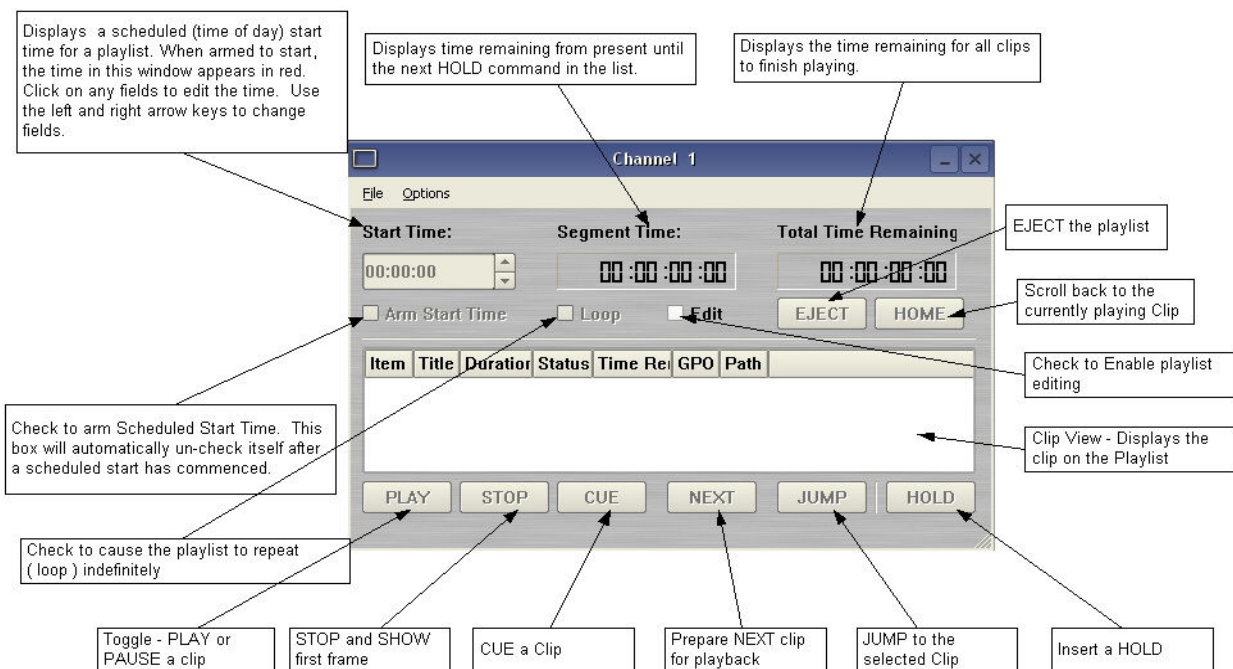 Displays a scheduled (time of day) start
time for a playlist. When armed to start,
the time in this window appears in red.
Click on any fields to edit the time. Use
the left and right arrow keys to change
fields.
Displays time remaining from present until
the next HOLD command in the list.
Displays the time remaining for all clips
to finish playing.
Channel 1
File Options
Start Time:
Segment Time:
Total Time Remaining
00:00:00
00:00:00:00
00:00:00:00
Arm Start Time
Loop
Edit
EJECT
HOME
EJECT the playlist
Scroll back to the
currently playing Clip
Check to Enable playlist
editing
Item Title Duration Status Time Rei GPO Path
Clip View - Displays the
clip on the Playlist
Check to arm Scheduled Start Time. This
box will automatically un-check itself after
a scheduled start has commenced.
PLAY
STOP
CUE
NEXT
JUMP
HOLD
Check to cause the playlist to repeat
( loop ) indefinitely
Toggle - PLAY or
PAUSE a clip
STOP and SHOW
first frame
CUE a Clip
Prepare NEXT clip
for playback
JUMP to the
selected Clip
Insert a HOLD